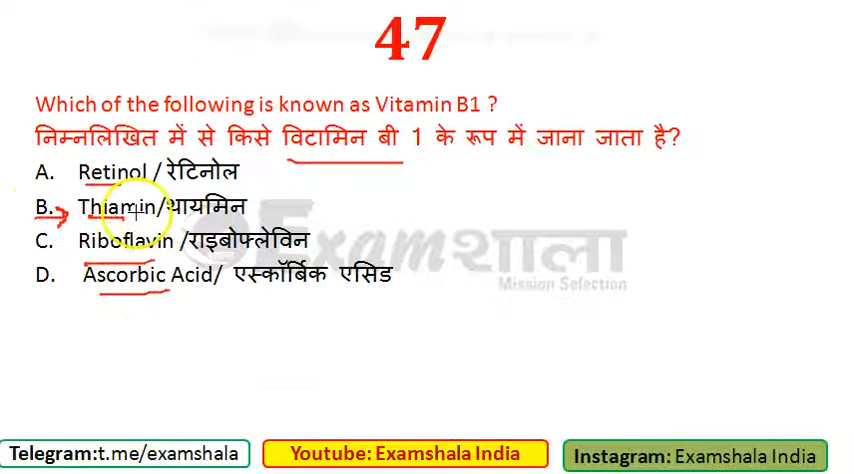 47
Which of the following is known as Vitamin B1 ?
निम्नलिखित में से किसे विटामिन बी 1 के रूप में जाना जाता है?
A. Retinol / रेटिनोल
B. Thiamin/थायमिन
C. Riboflavin /राइबोफ्लेविन
D. Ascorbic Acid/ एस्कॉर्बिक एसिड
Examशाला
Mission Selection
Telegram:t.me/examshala
Youtube: Examshala India
Instagram: Examshala India